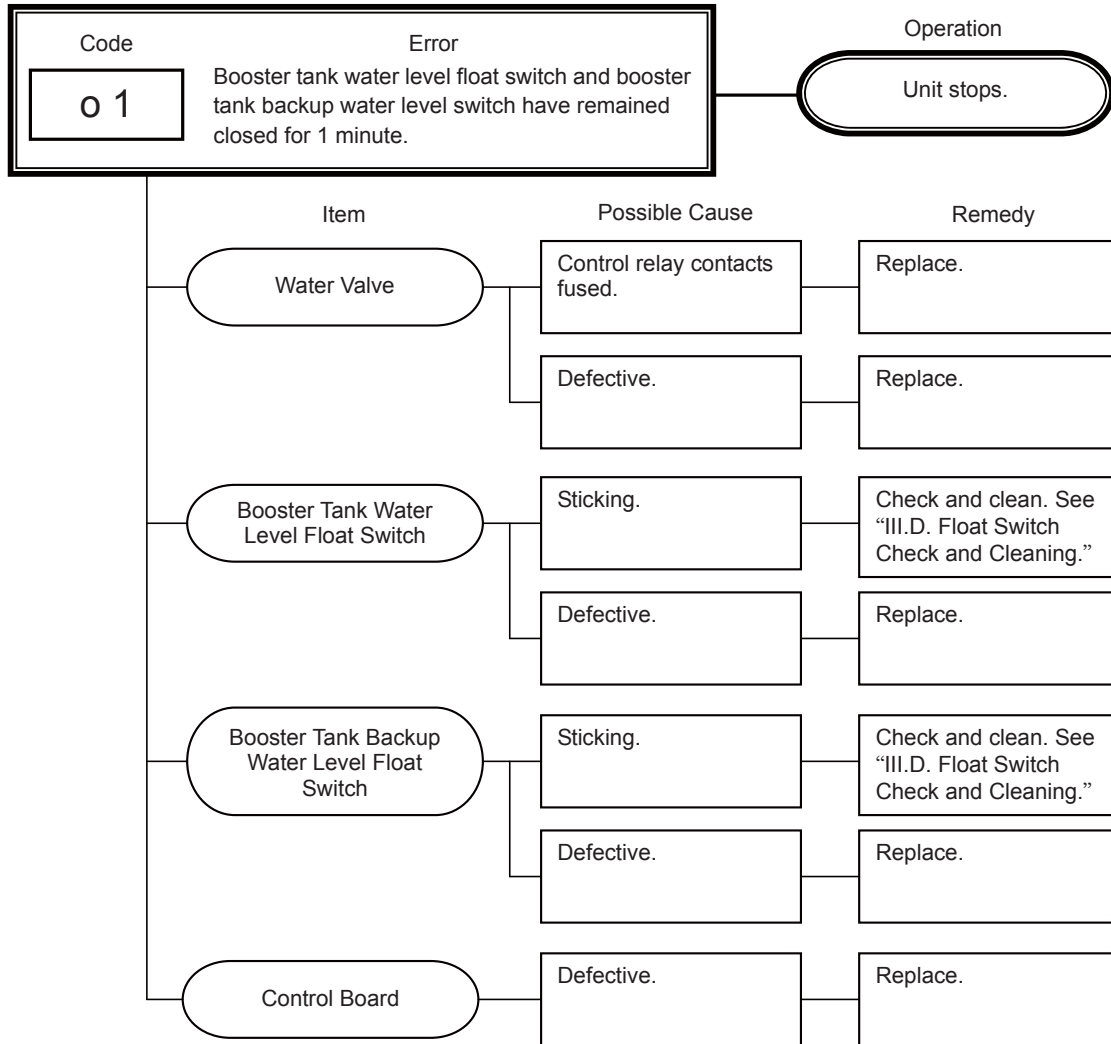 Code
Error
Operation
o 1
Booster tank water level float switch and booster
tank backup water level switch have remained
closed for 1 minute.
Unit stops.
Item
Possible Cause
Remedy
Water Valve
Control relay contacts
fused.
Replace.
Defective.
Replace.
Booster Tank Water
Level Float Switch
Sticking.
Check and clean. See
“III.D. Float Switch
Check and Cleaning.”
Defective.
Replace.
Booster Tank Backup
Water Level Float
Switch
Sticking.
Check and clean. See
“III.D. Float Switch
Check and Cleaning.”
Defective.
Replace.
Control Board
Defective.
Replace.